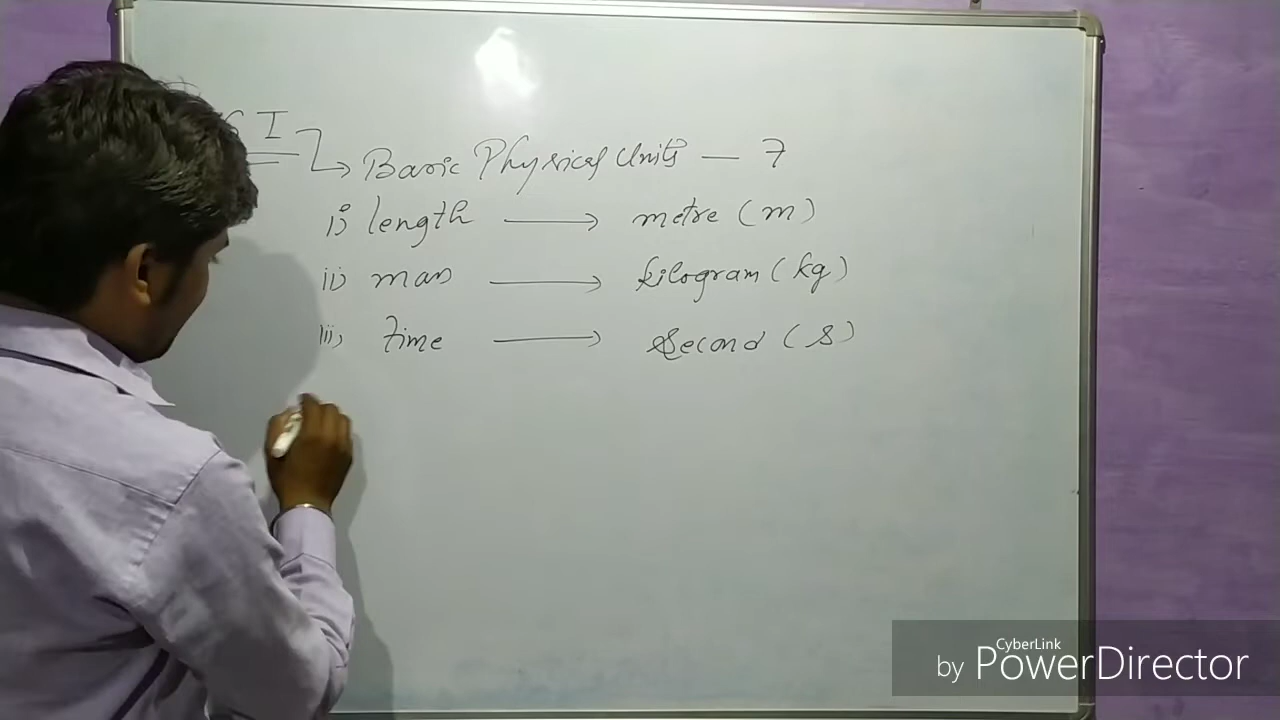 I
Basic Physical Units — 7
i) length ⟶ metre (m)
ii) mass ⟶ kilogram (kg)
iii) time ⟶ second (s)
CyberLink
by PowerDirector